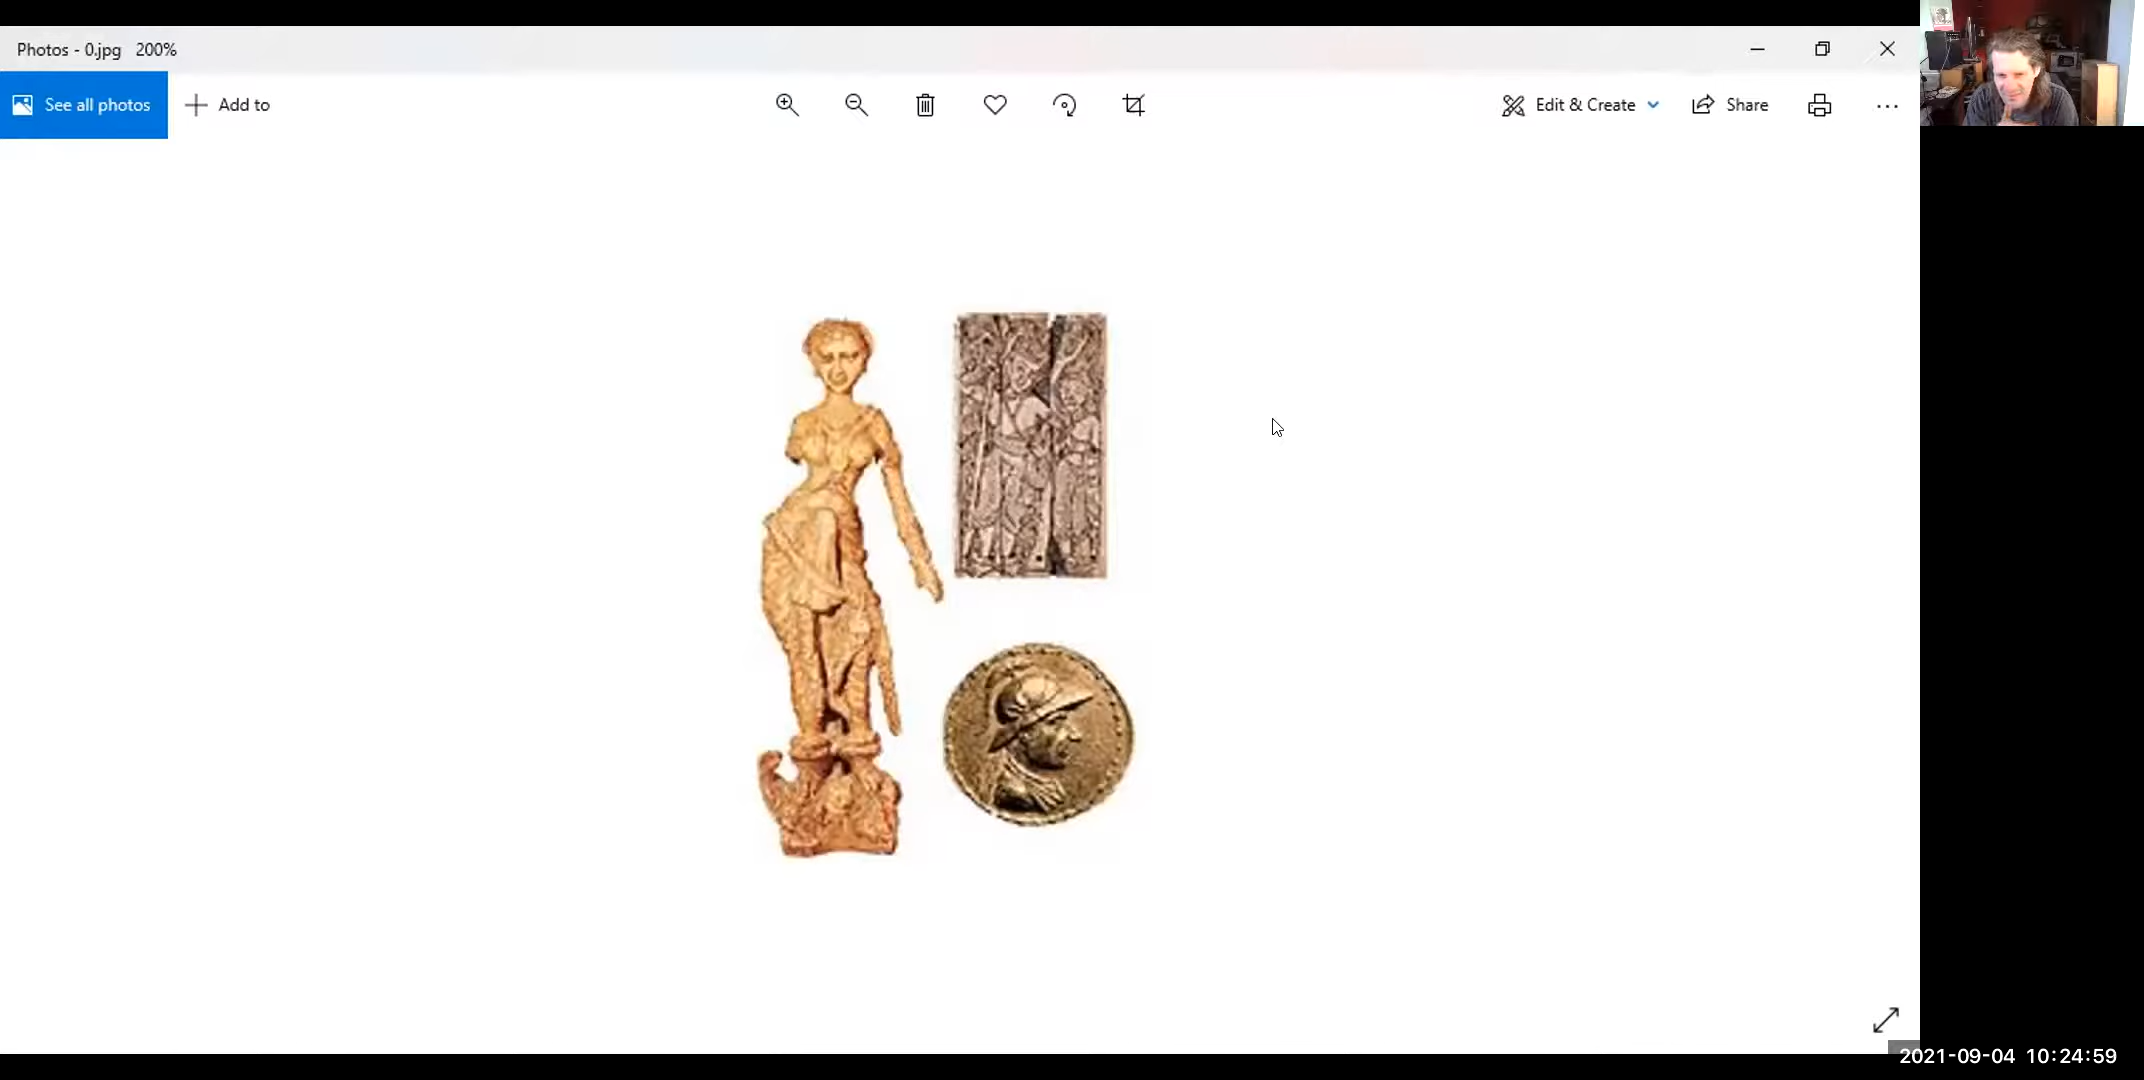 Photos - 0.jpg 200%
See all photos
Add to
Edit & Create
Share
2021-09-04 10:24:59